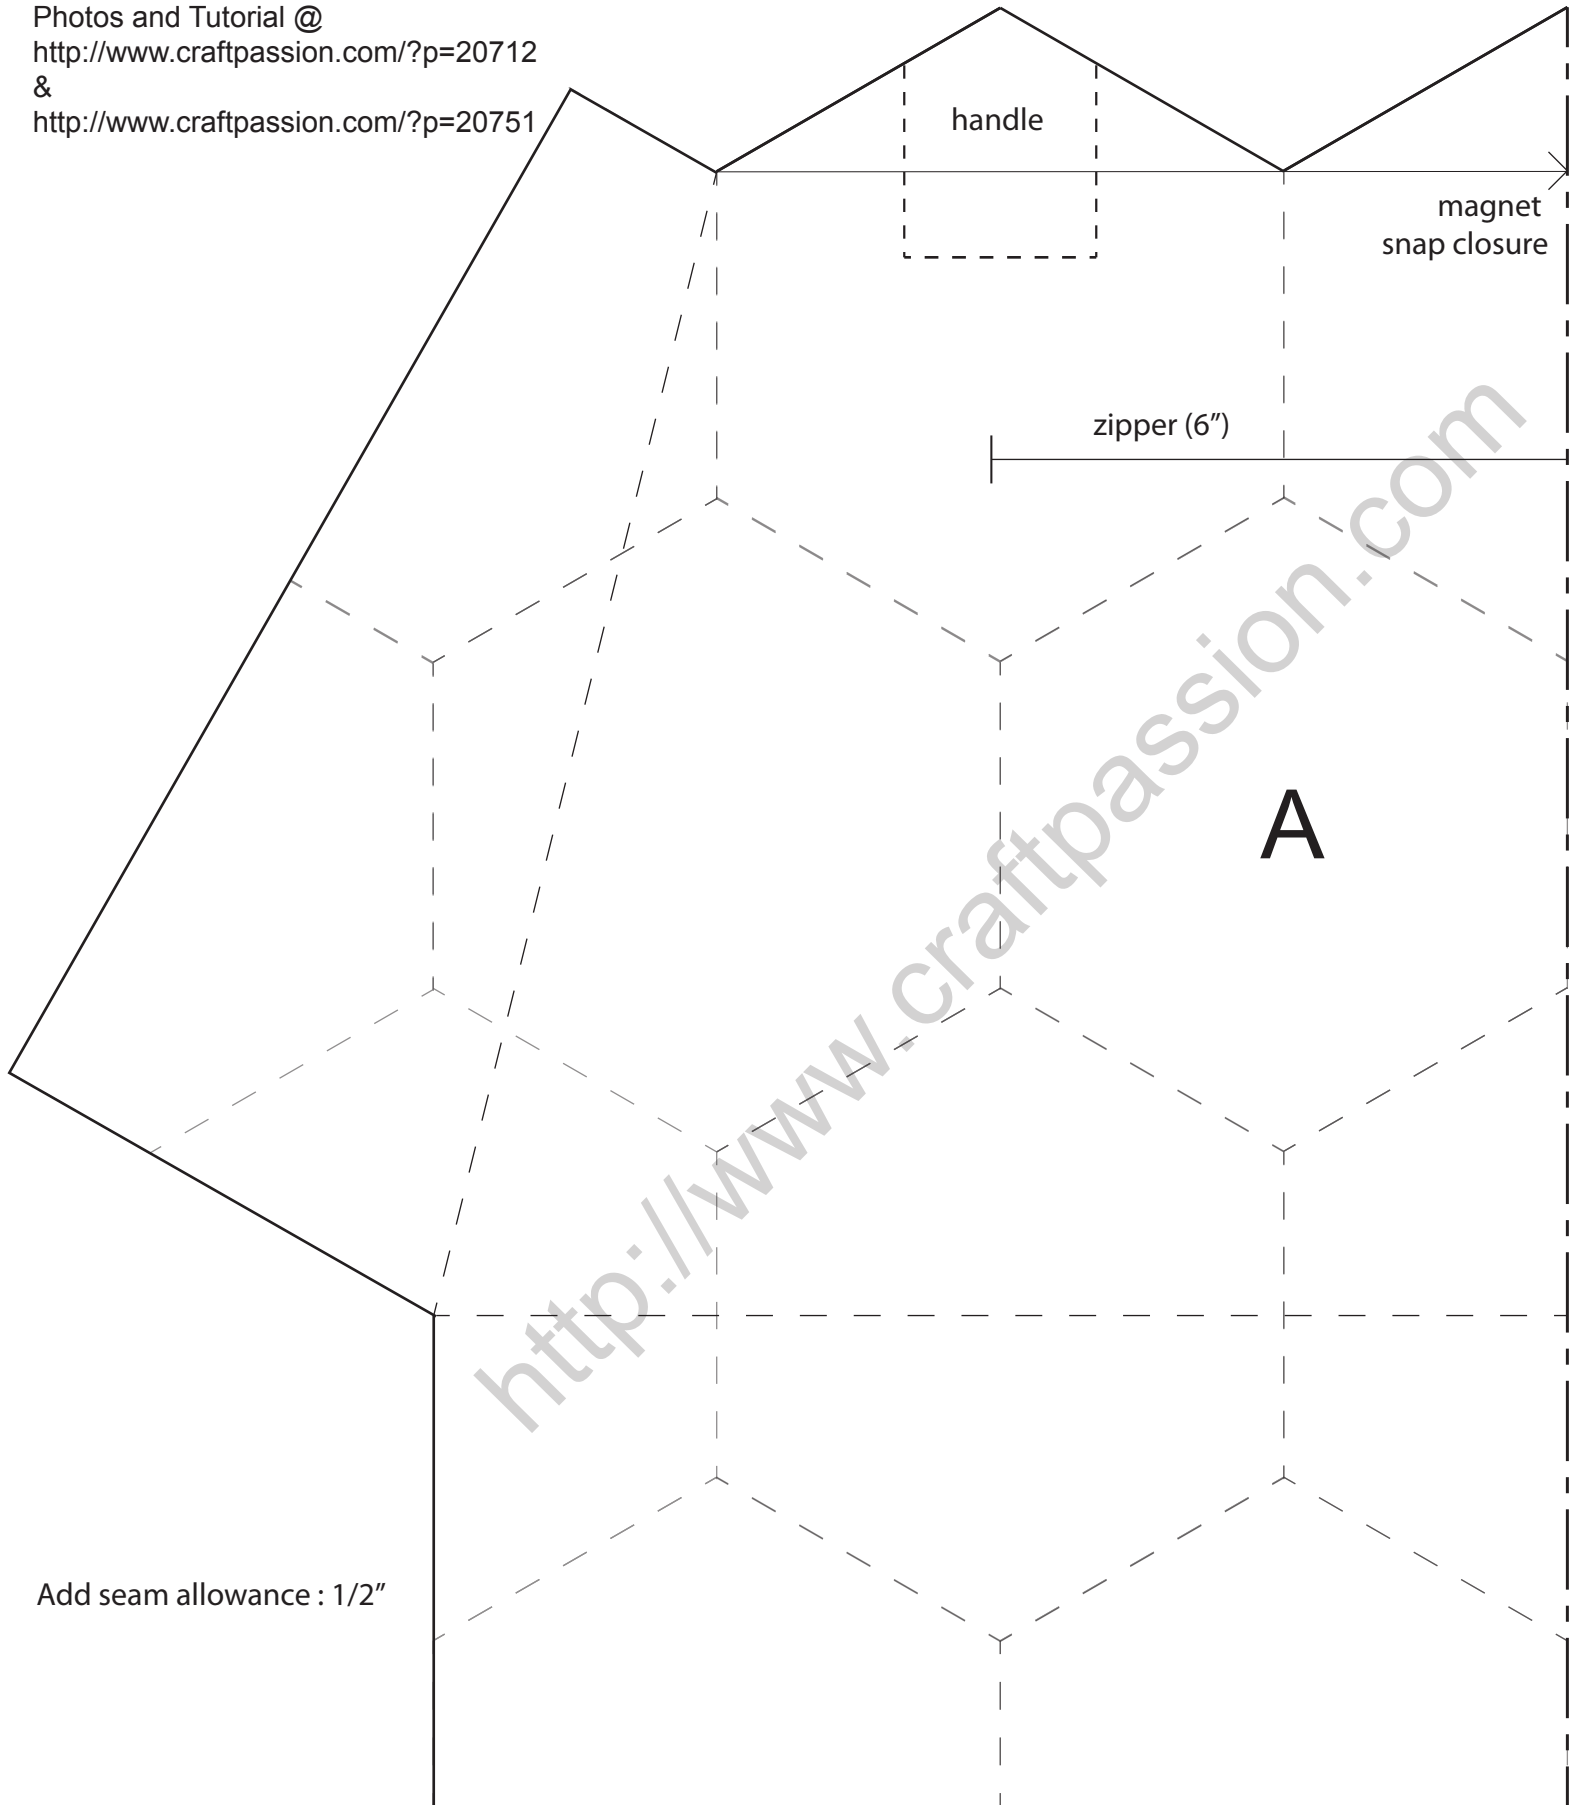 Photos and Tutorial @
http://www.craftpassion.com/?p=20712
&
http://www.craftpassion.com/?p=20751
handle
magnet
snap closure
zipper (6”)
A
http://www.craftpassion.com
Add seam allowance : 1/2”